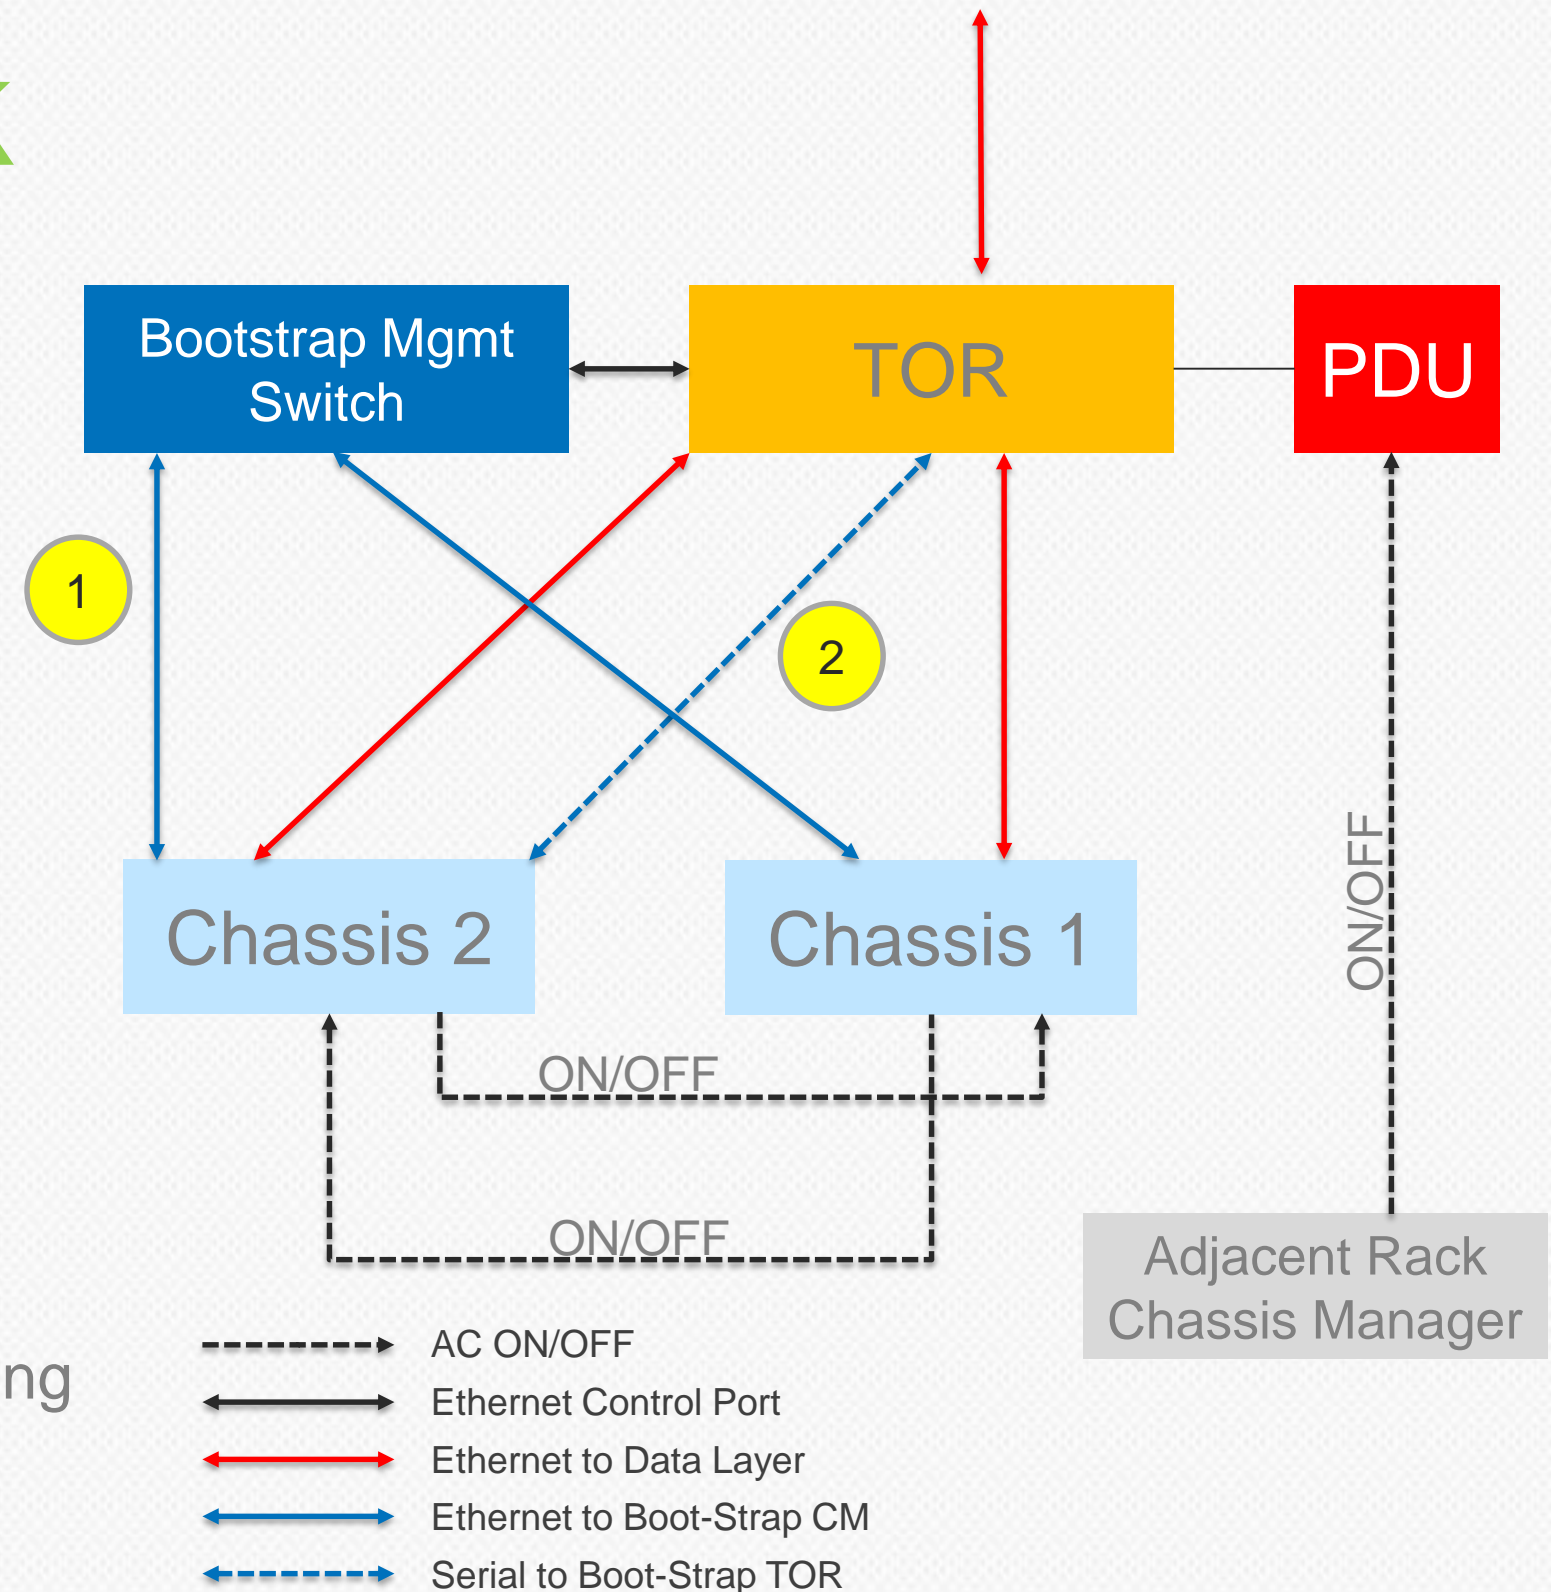 Bootstrap Mgmt
Switch
TOR
PDU
1
2
ON/OFF
Chassis 2
Chassis 1
ON/OFF
ON/OFF
Adjacent Rack
Chassis Manager
AC ON/OFF
ng
Ethernet Control Port
Ethernet to Data Layer
Ethernet to Boot-Strap CM
Serial to Boot-Strap TOR